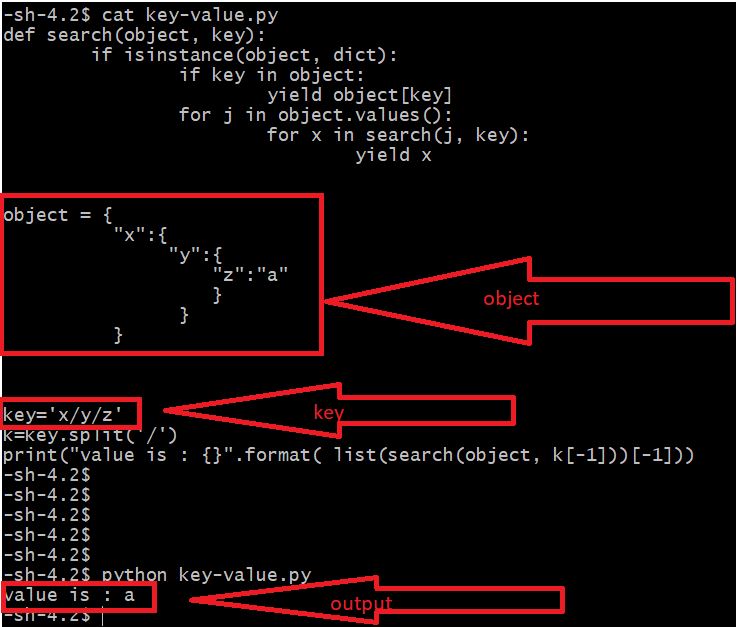 -sh-4.2$ cat key-value.py
def search(object, key):
        if isinstance(object, dict):
                if key in object:
                        yield object[key]
                for j in object.values():
                        for x in search(j, key):
                                yield x
object = {
          "x":{
               "y":{
                   "z":"a"
                   }
                }
          }
object
key='x/y/z'
key
k=key.split('/')
print("value is : {}".format( list(search(object, k[-1]))[-1]))
-sh-4.2$
-sh-4.2$
-sh-4.2$
-sh-4.2$
-sh-4.2$
-sh-4.2$ python key-value.py
value is : a
output
-sh-4.2$